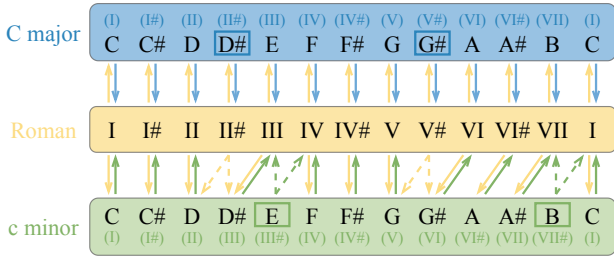 (I) (I#) (II) (II#) (III) (IV) (IV#) (V) (V#) (VI) (VI#) (VII) (I)
C major C C# D D# E F F# G G# A A# B C
Roman I I# II II# III IV IV# V V# VI VI# VII I
c minor C C# D D# E F F# G G# A A# B C
(I) (I#) (II) (III) (III#) (IV) (IV#) (V) (VI) (VI#) (VII) (VII#) (I)